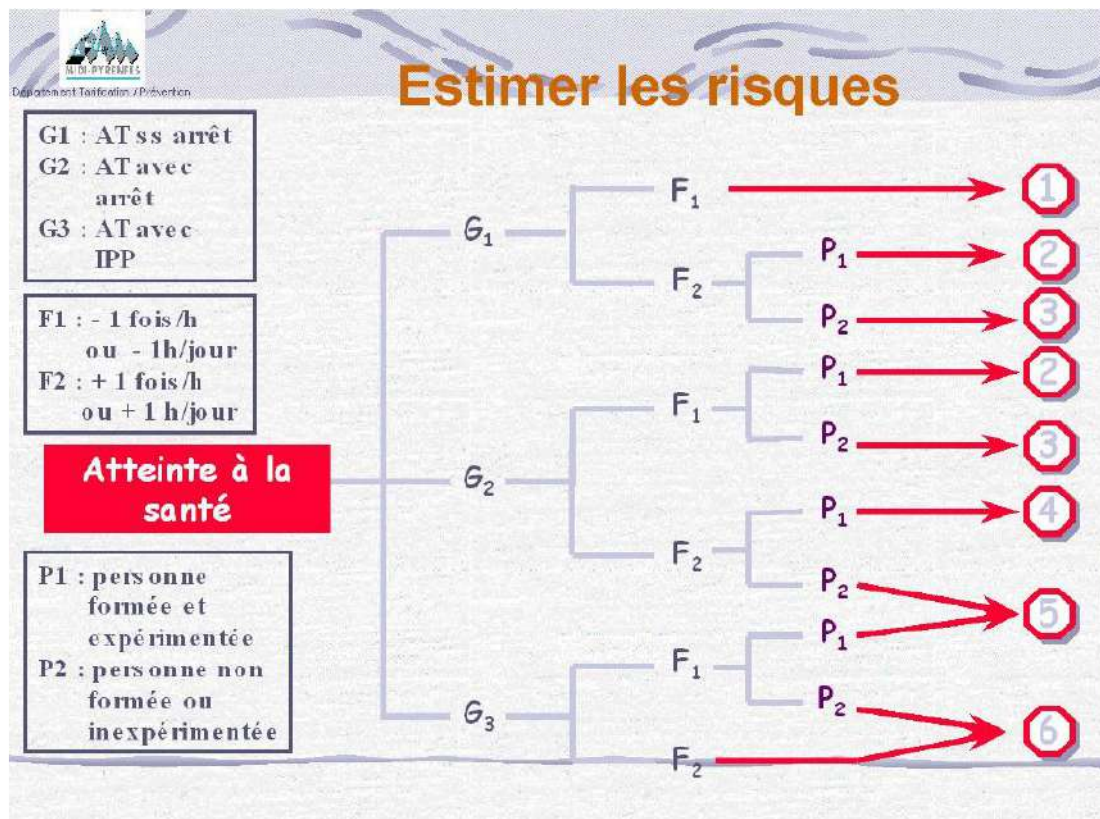 MIDI-PYRENEES
Département Tarification / Prévention
Estimer les risques
G1 : AT ss arrêt
G2 : AT avec
arrêt
G3 : AT avec
IPP
F1 : - 1 fois/h
ou - 1h/jour
F2 : + 1 fois/h
ou + 1 h/jour
Atteinte à la
santé
P1 : personne
formée et
expérimentée
P2 : personne non
formée ou
inexpérimentée
G1
F1
1
F2
P1
2
P2
3
G2
F1
P1
2
P2
3
F2
P1
4
P2
5
G3
F1
P1
P2
6
F2